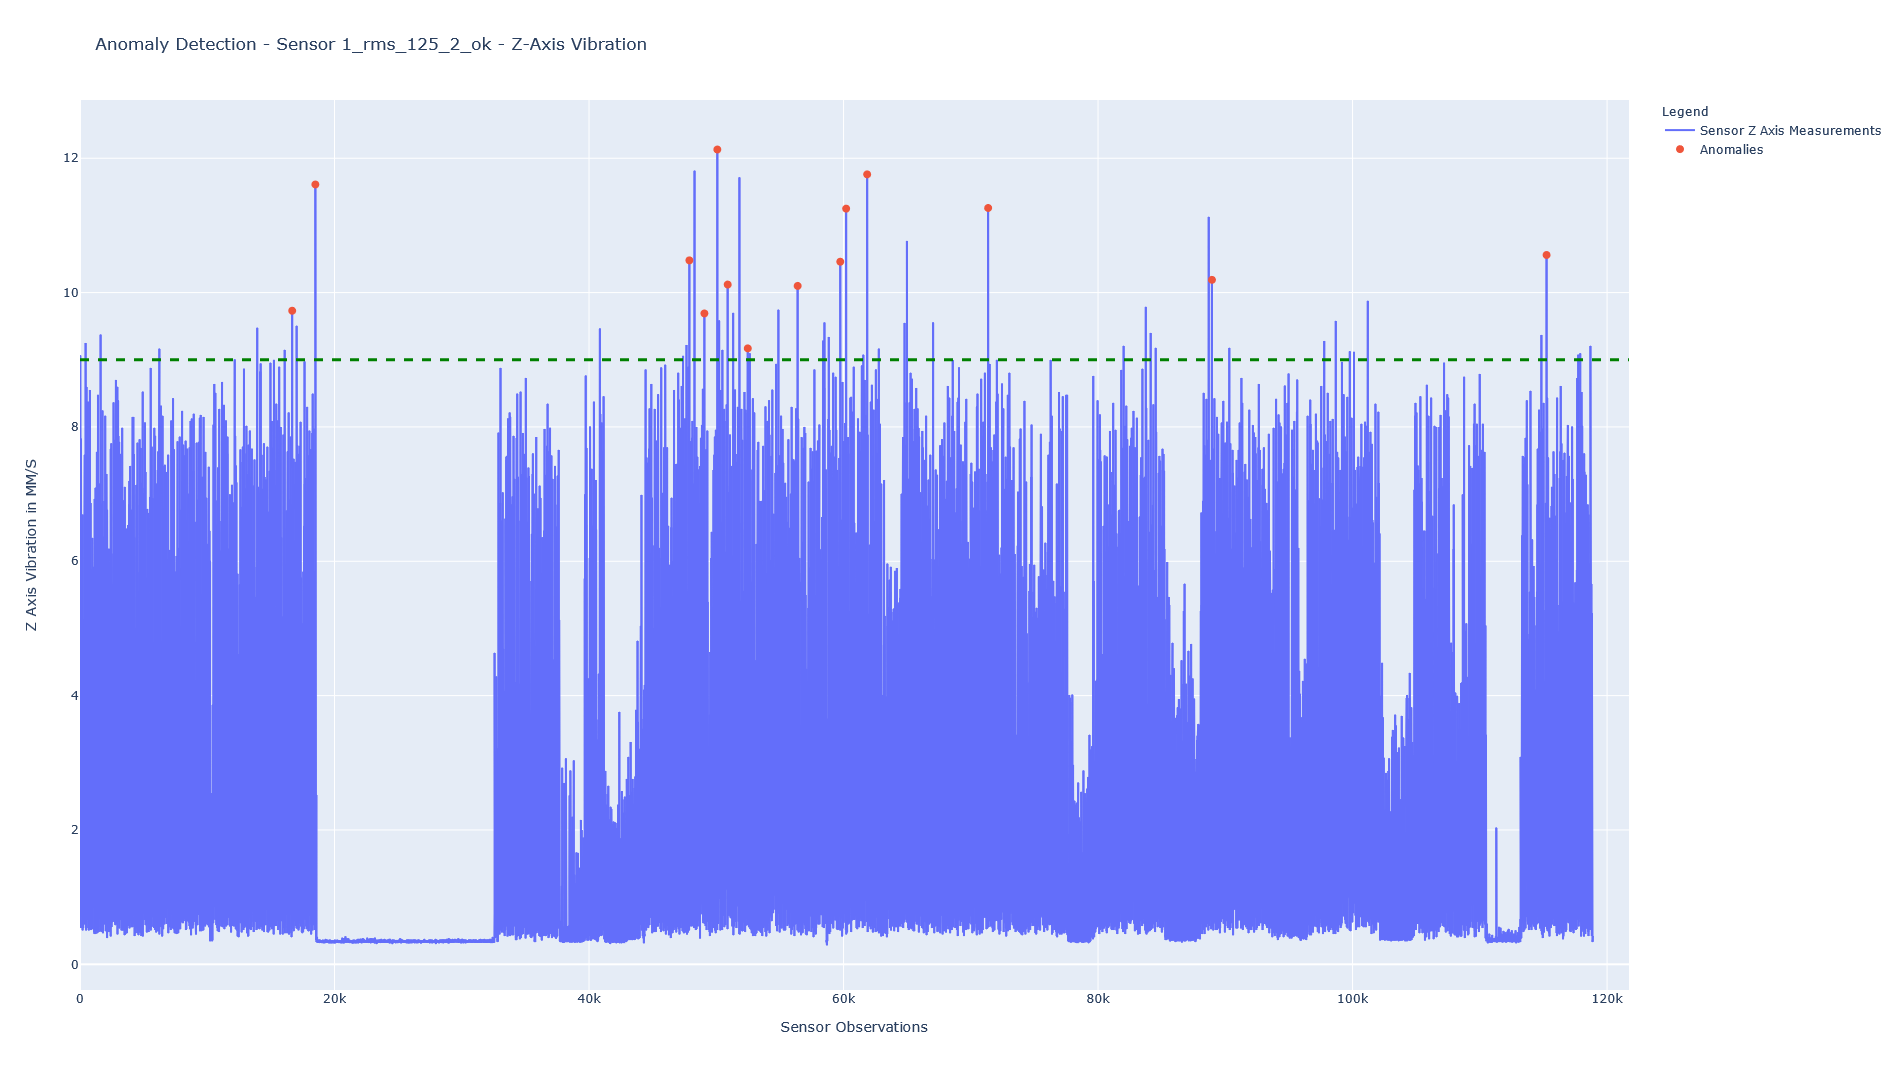 Anomaly Detection - Sensor 1_rms_125_2_ok - Z-Axis Vibration
Legend
Sensor Z Axis Measurements
Anomalies
Z Axis Vibration in MM/S
12
10
8
6
4
2
0
0 20k 40k 60k 80k 100k 120k
Sensor Observations